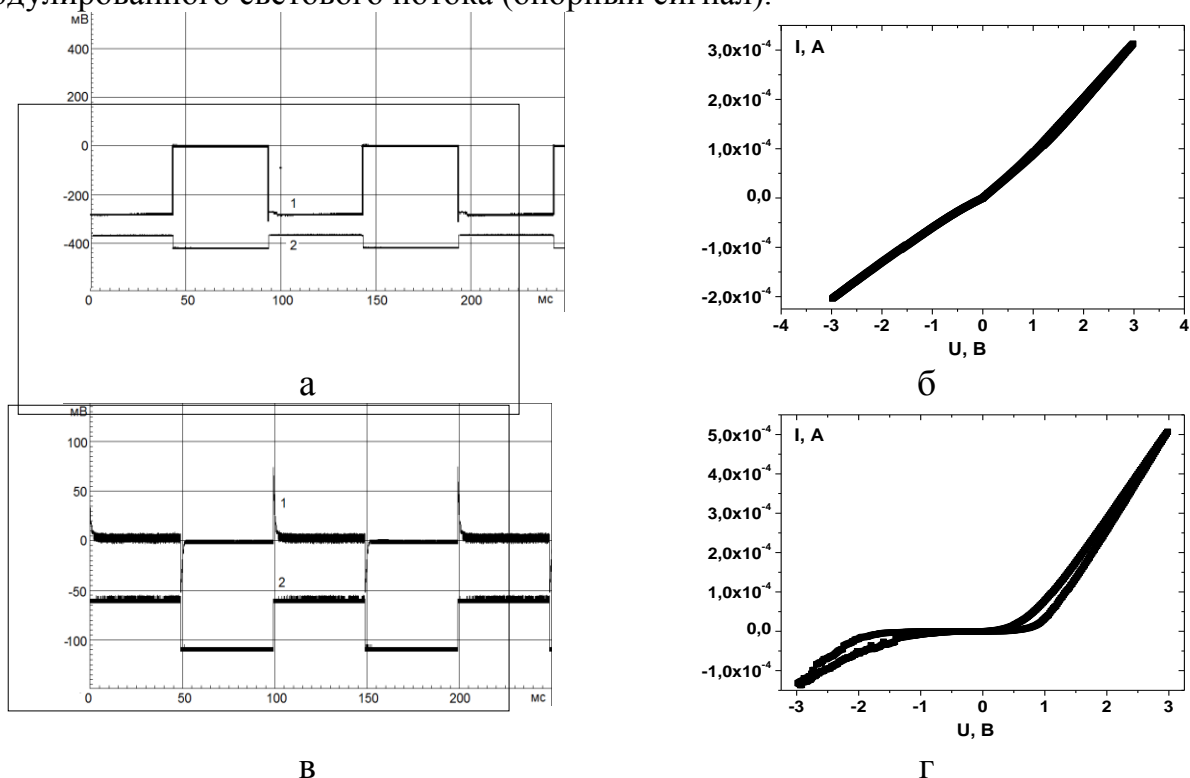 дулированного светового потока (опорный сигнал).
мВ
400
200
0
-200
-400
1
2
0 50 100 150 200 мс
а
I, А
3,0x10⁻⁴
2,0x10⁻⁴
1,0x10⁻⁴
0,0
-1,0x10⁻⁴
-2,0x10⁻⁴
-4 -3 -2 -1 0 1 2 3 4
U, В
б
мВ
100
50
0
-50
-100
1
2
0 50 100 150 200 мс
в
I, А
5,0x10⁻⁴
4,0x10⁻⁴
3,0x10⁻⁴
2,0x10⁻⁴
1,0x10⁻⁴
0,0
-1,0x10⁻⁴
-3 -2 -1 0 1 2 3
U, В
г